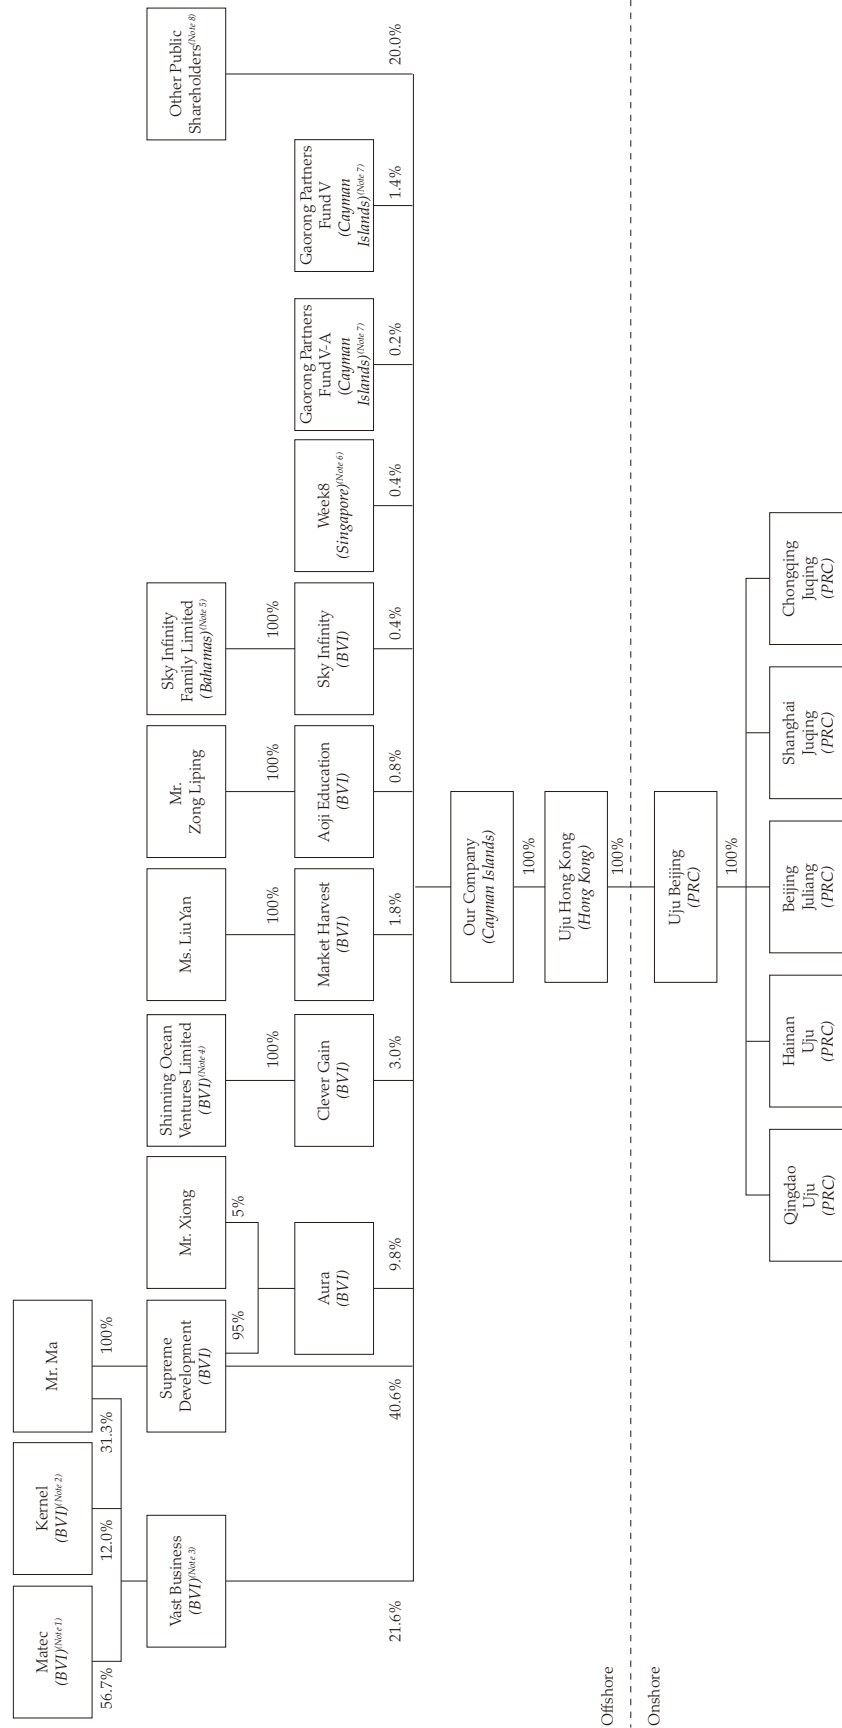 Matec
(BVI)(Note 1)
Kernel
(BVI)(Note 2)
Mr. Ma
56.7%
12.0%
31.3%
100%
Vast Business
(BVI)(Note 3)
Supreme
Development
(BVI)
Mr. Xiong
Shinning Ocean
Ventures Limited
(BVI)(Note 4)
Ms. Liu Yan
Mr.
Zong Liping
Sky Infinity
Family Limited
(Bahamas)(Note 5)
Other Public
Shareholders(Note 8)
95%
5%
100%
100%
100%
100%
Aura
(BVI)
Clever Gain
(BVI)
Market Harvest
(BVI)
Aoji Education
(BVI)
Sky Infinity
(BVI)
Week8
(Singapore)(Note 6)
Gaorong Partners
Fund V-A
(Cayman
Islands)(Note 7)
Gaorong Partners
Fund V
(Cayman
Islands)(Note 7)
21.6%
40.6%
9.8%
3.0%
1.8%
0.8%
0.4%
0.4%
0.2%
1.4%
20.0%
Our Company
(Cayman Islands)
100%
Uju Hong Kong
(Hong Kong)
Offshore
100%
Onshore
Uju Beijing
(PRC)
100%
Qingdao
Uju
(PRC)
Hainan
Uju
(PRC)
Beijing
Juliang
(PRC)
Shanghai
Juqing
(PRC)
Chongqing
Juqing
(PRC)